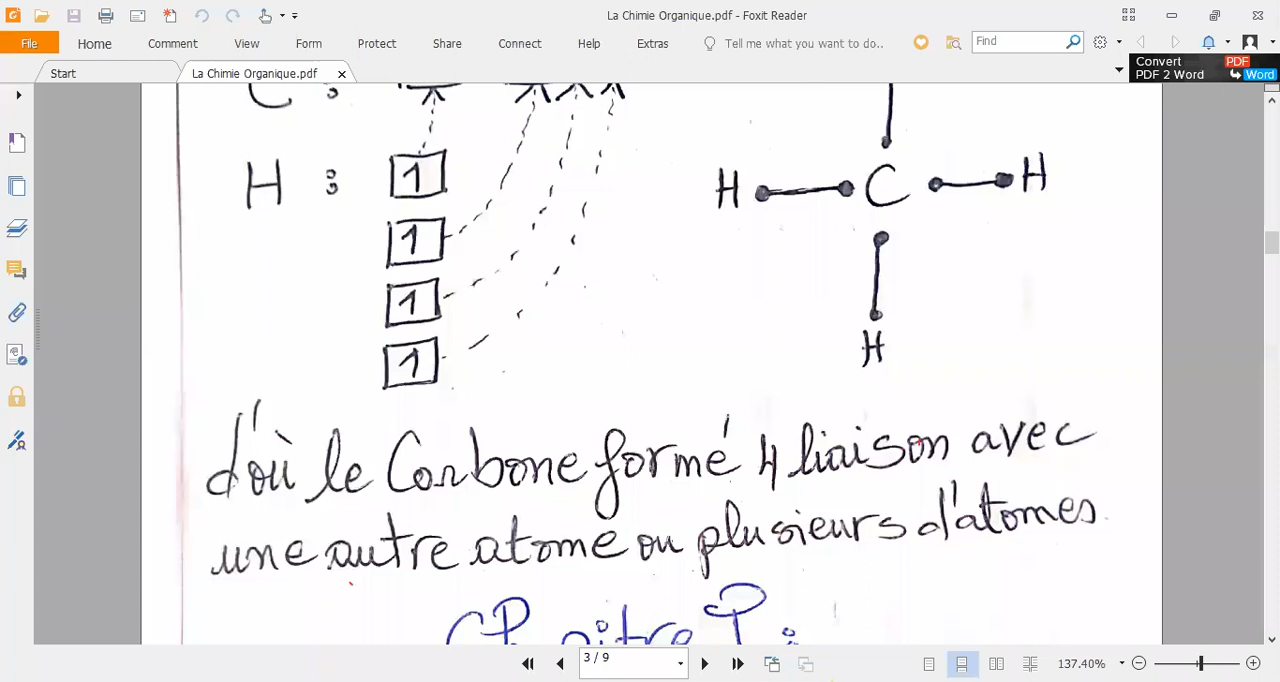 La Chimie Organique.pdf - Foxit Reader
File Home Comment View Form Protect Share Connect Help Extras Tell me what you want to do.. Find
Start La Chimie Organique.pdf
Convert PDF
PDF 2 Word Word
C :
H : 1
1
1
1
H C H
H
d'où le Carbone formé 4 liaison avec
une autre atome ou plusieurs d'atomes.
3 / 9 137.40%